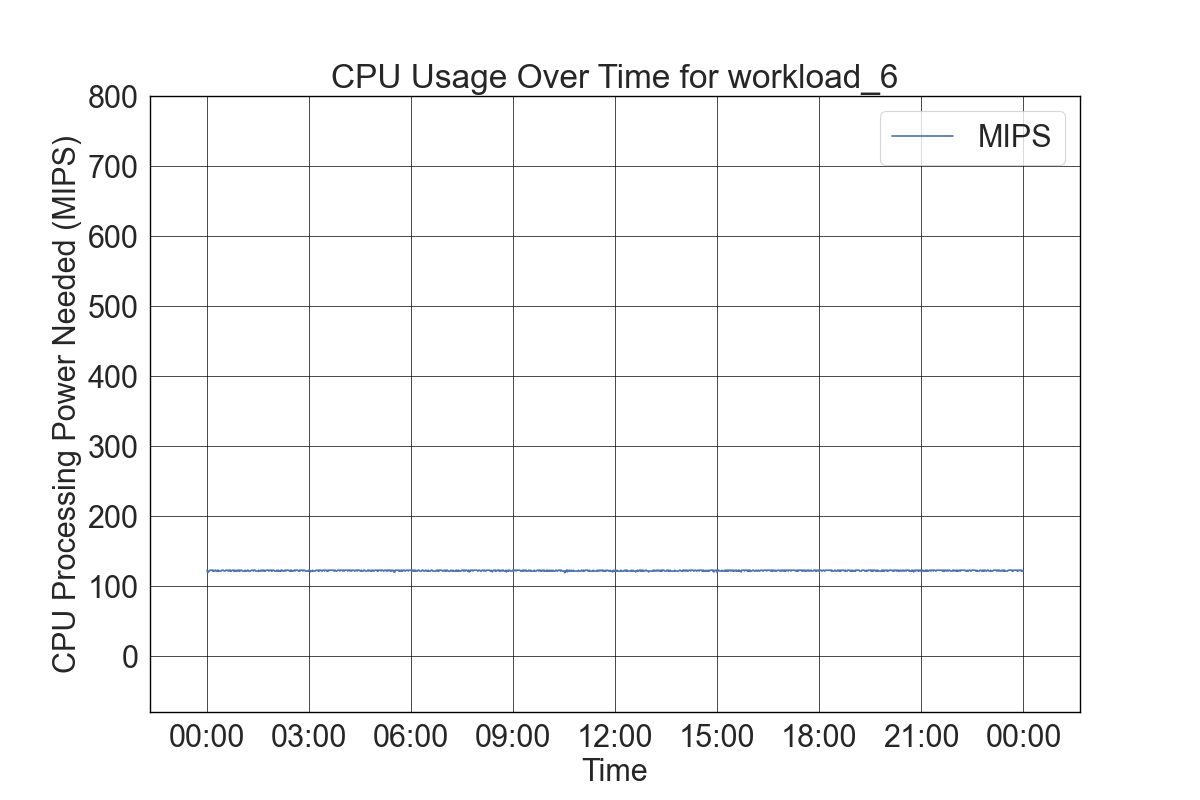 CPU Usage Over Time for workload_6
CPU Processing Power Needed (MIPS)
800
700
600
500
400
300
200
100
0
MIPS
00:00 03:00 06:00 09:00 12:00 15:00 18:00 21:00 00:00
Time